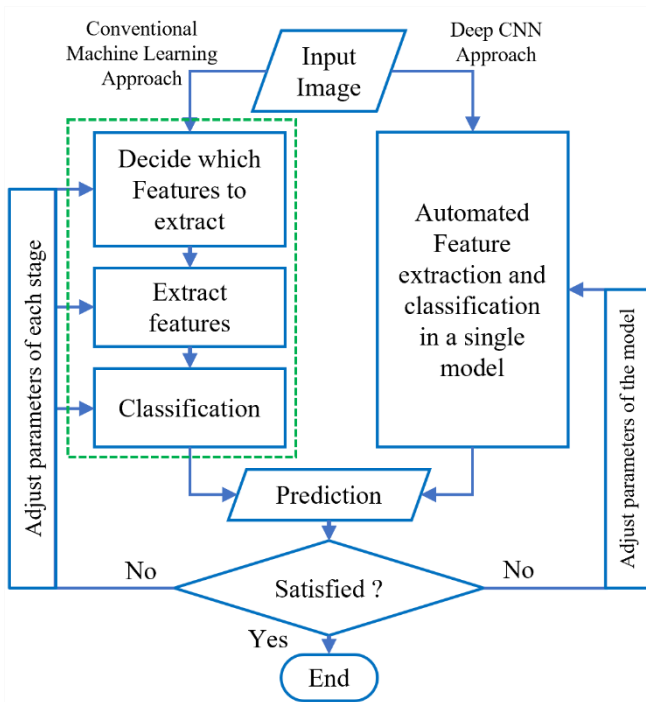 Conventional
Machine Learning
Approach
Input
Image
Deep CNN
Approach
Decide which
Features to
extract
Extract
features
Classification
Adjust parameters of each stage
Automated
Feature
extraction and
classification
in a single
model
Adjust parameters of the model
Prediction
No
Satisfied ?
No
Yes
End